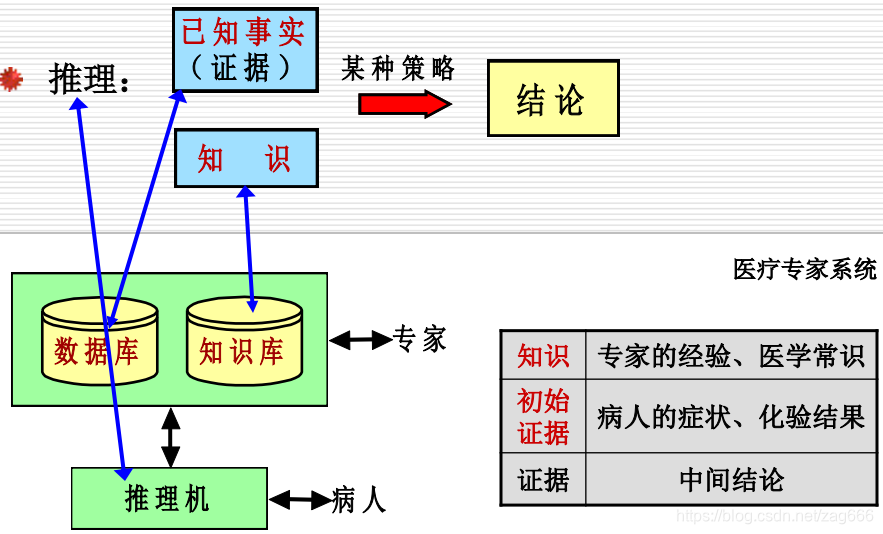 已知事实
（证据）
推理：
某种策略
结论
知 识
医疗专家系统
数据库
知识库
专家
知识
专家的经验、医学常识
初始
证据
病人的症状、化验结果
证据
中间结论
推理机
病人
https://blog.csdn.net/zag666